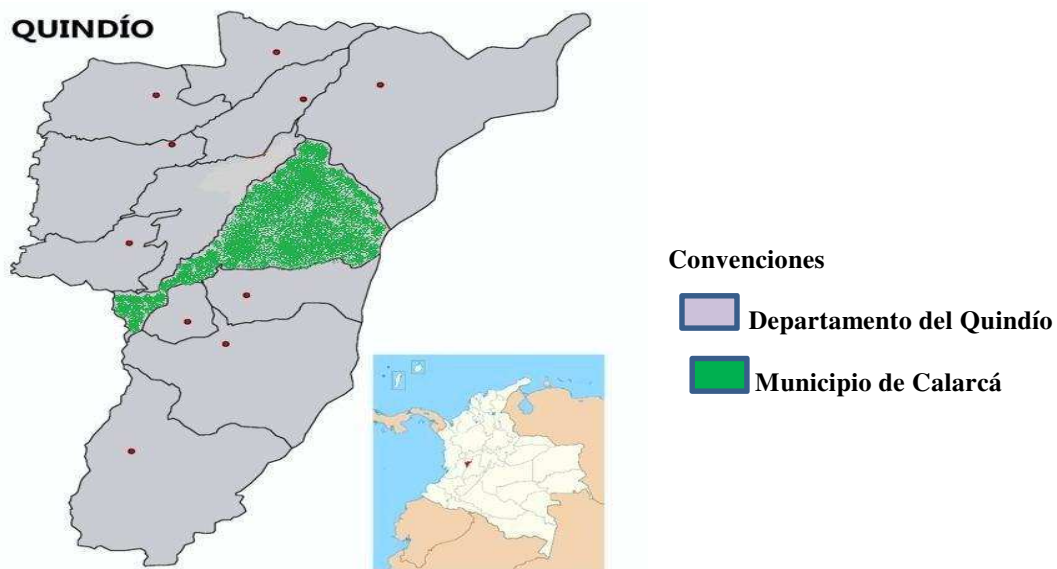 QUINDÍO
Convenciones
Departamento del Quindío
Municipio de Calarcá